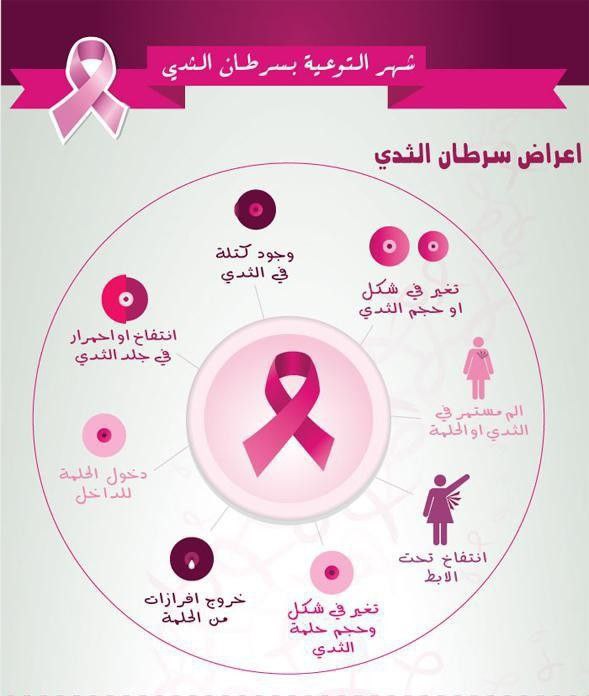 شهر التوعية بسرطان الثدي
اعراض سرطان الثدي
وجود كتلة
في الثدي
تغير في شكل
او حجم الثدي
الم مستمر في
الثدي او الحلمة
انتفاخ تحت
الابط
تغير في شكل
وحجم حلمة
الثدي
خروج افرازات
من الحلمة
دخول الحلمة
للداخل
انتفاخ او احمرار
في جلد الثدي